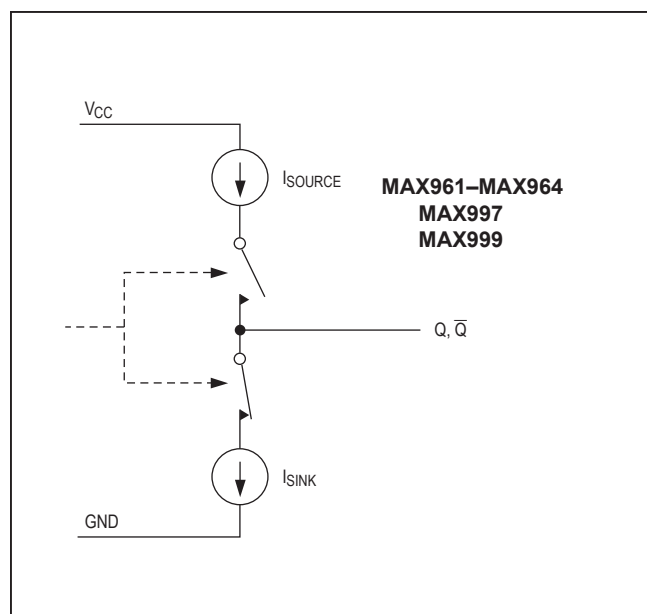 VCC
ISOURCE
MAX961–MAX964
MAX997
MAX999
Q, Q̅
ISINK
GND